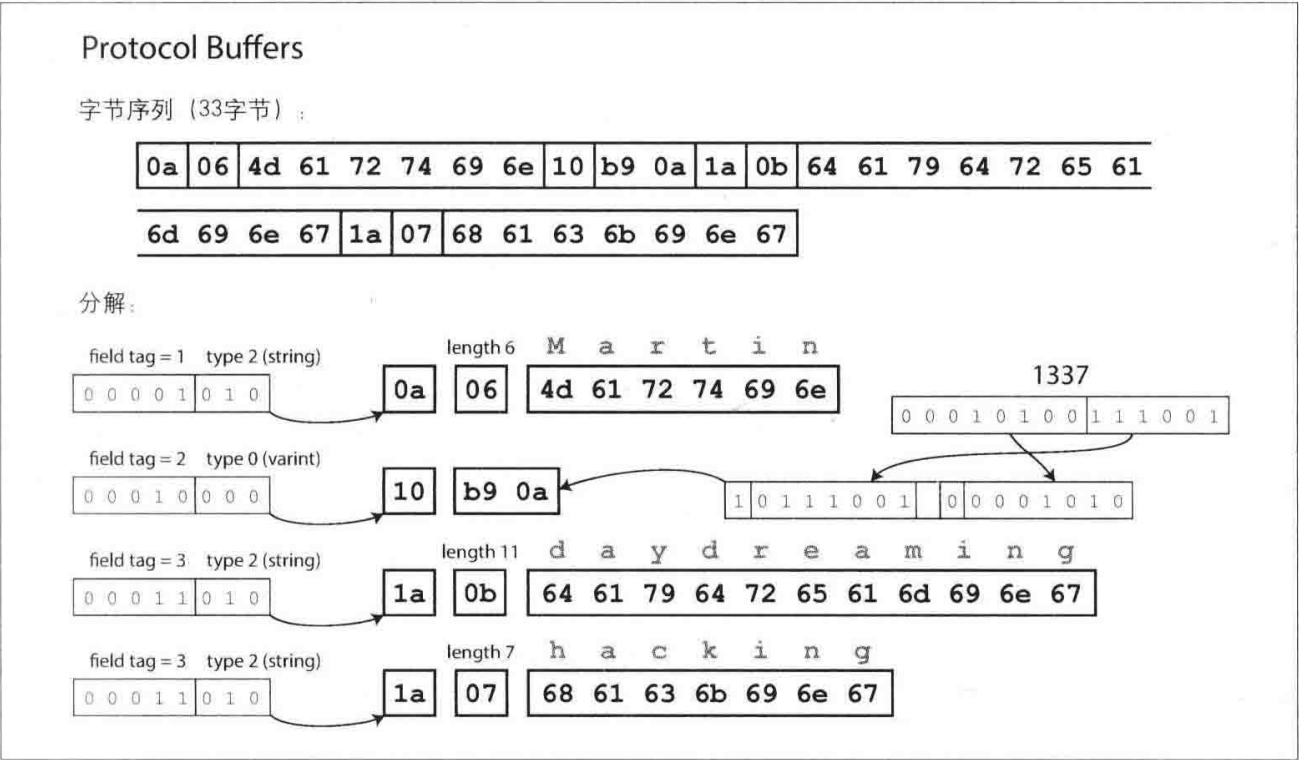 Protocol Buffers
字节序列 (33字节) :
0a 06 4d 61 72 74 69 6e 10 b9 0a 1a 0b 64 61 79 64 72 65 61
6d 69 6e 67 1a 07 68 61 63 6b 69 6e 67
分解:
field tag = 1 type 2 (string) length 6 M a r t i n
0 0 0 0 1 0 1 0 0a 06 4d 61 72 74 69 6e
1337
0 0 0 1 0 1 0 0 1 1 1 0 0 1
field tag = 2 type 0 (varint)
0 0 0 1 0 0 0 0 10 b9 0a 1 0 1 1 1 0 0 1 0 0 0 0 1 0 1 0
field tag = 3 type 2 (string) length 11 d a y d r e a m i n g
0 0 0 1 1 0 1 0 1a 0b 64 61 79 64 72 65 61 6d 69 6e 67
field tag = 3 type 2 (string) length 7 h a c k i n g
0 0 0 1 1 0 1 0 1a 07 68 61 63 6b 69 6e 67